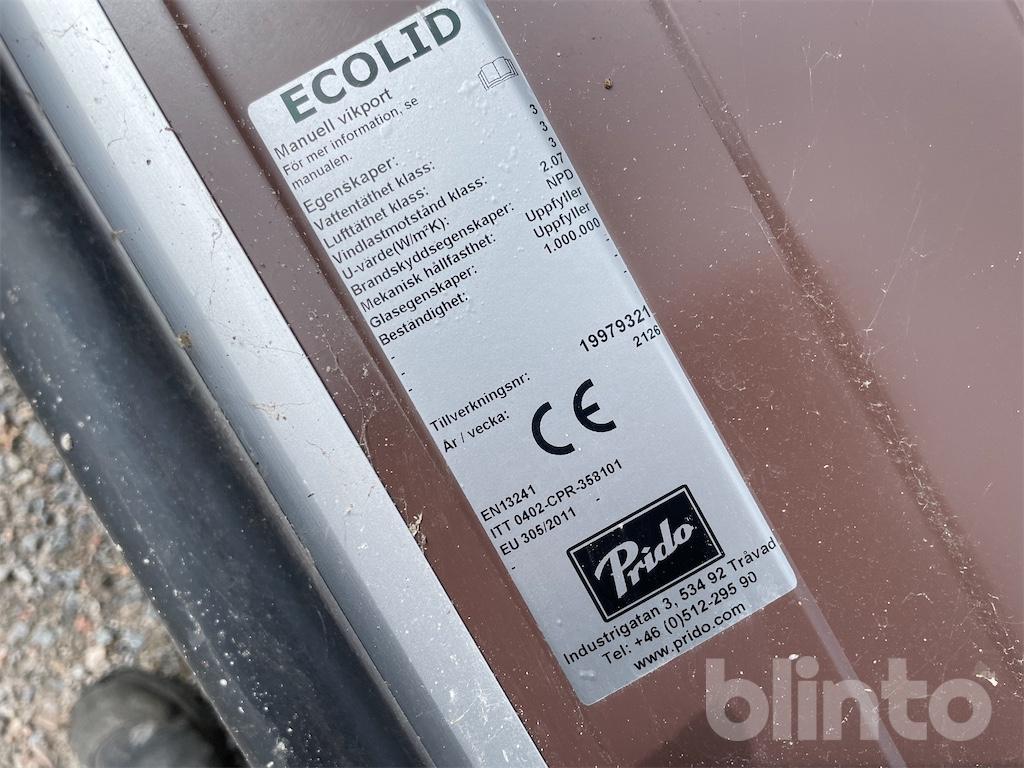 ECOLID
Manuell vikport
För mer information, se
manualen.
Egenskaper:
Vattentäthet klass: 3
Lufttäthet klass: 3
Vindlastmotstånd klass: 3
U-värde(W/m²K): 2.07
Brandskyddsegenskaper: NPD
Mekanisk hållfasthet: Uppfyller
Glasegenskaper: Uppfyller
Beständighet: 1.000.000
- -
- -
- -
Tillverkningsnr: 19979321
År / vecka: 2126
CE
EN13241
ITT 0402-CPR-358101
EU 305/2011 -
-
Prido
Industrigatan 3, 534 92 Tråvad
Tel: +46 (0)512-295 90
www.prido.com
blinto